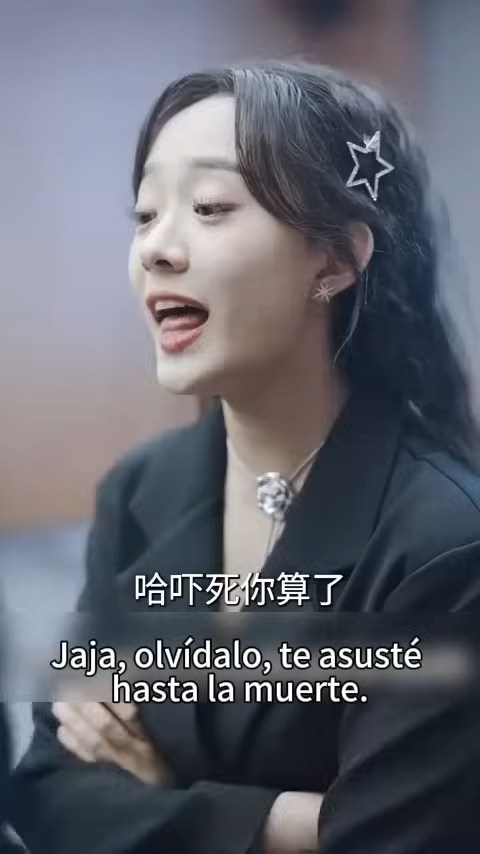 哈吓死你算了
Jaja, olvídalo, te asusté
hasta la muerte.